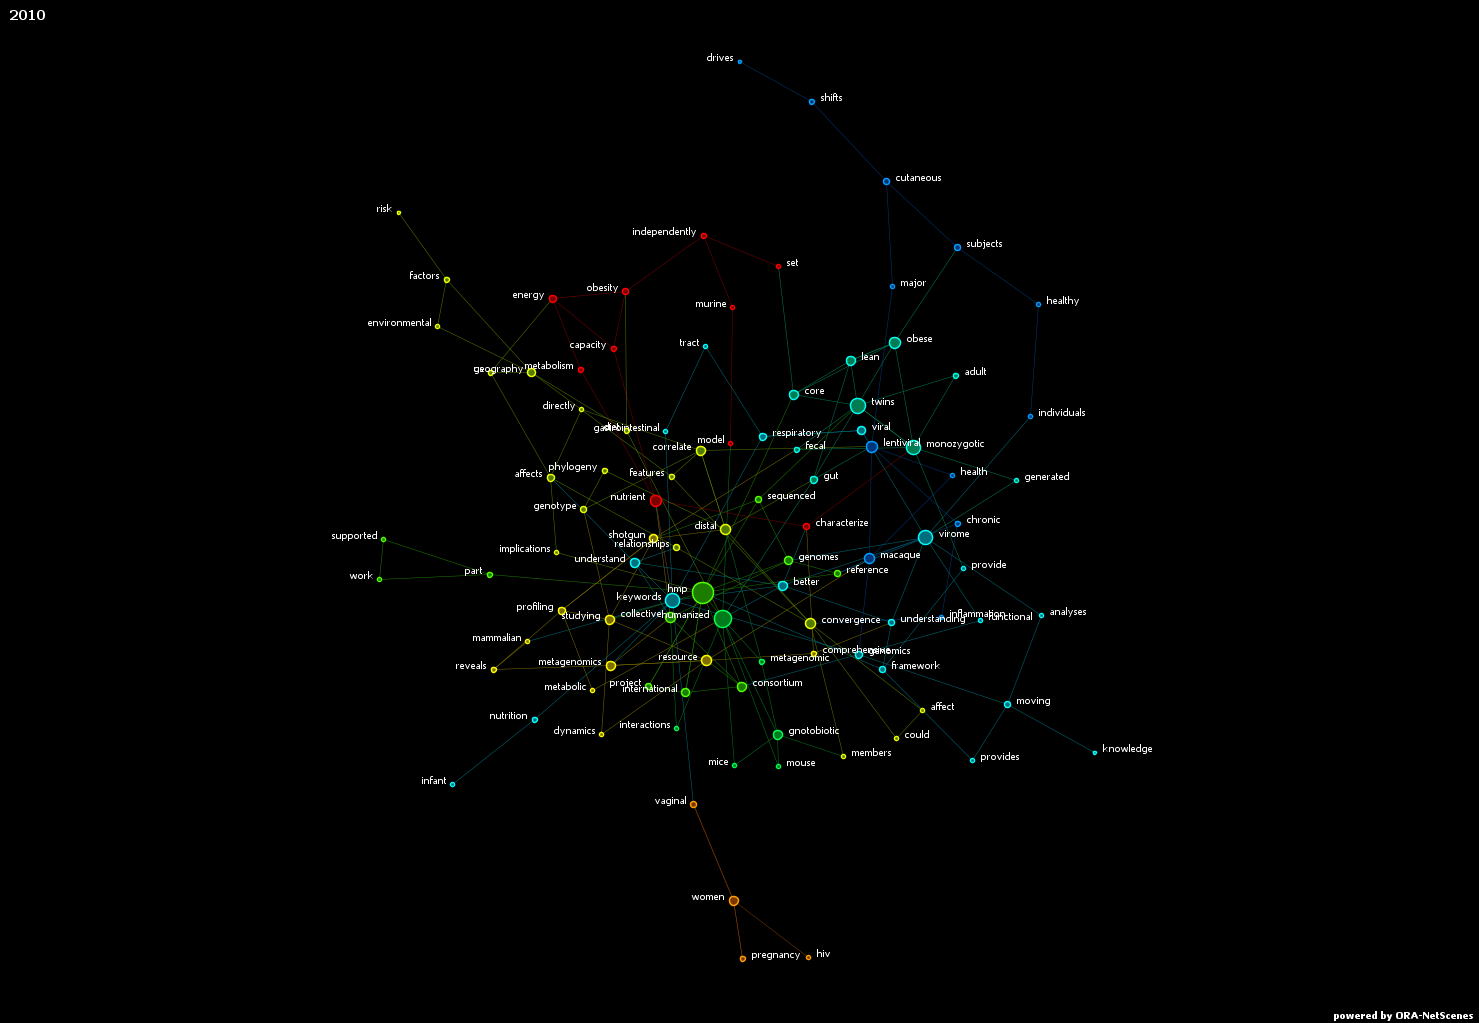 2010
drives
shifts
cutaneous
risk
independently
subjects
set
factors
obesity
major
energy
healthy
murine
environmental
obese
tract
capacity
lean
geography
metabolism
adult
core
twins
directly
individuals
gastrointestinal
viral
respiratory
model
correlate
fecal
lentiviral
monozygotic
phylogeny
affects
features
gut
health
generated
nutrient
sequenced
genotype
distal
characterize
chronic
supported
shotgun
relationships
virome
implications
understand
genomes
macaque
provide
work
part
reference
better
hmp
keywords
profiling
studying
collective
humanized
convergence
understanding
inflammation
functional
analyses
mammalian
comprehensive
genomics
reveals
metagenomics
resource
metagenomic
framework
metabolic
project
international
consortium
moving
affect
nutrition
interactions
dynamics
gnotobiotic
could
knowledge
members
provides
mice
mouse
infant
vaginal
women
pregnancy
hiv
powered by ORA-NetScenes